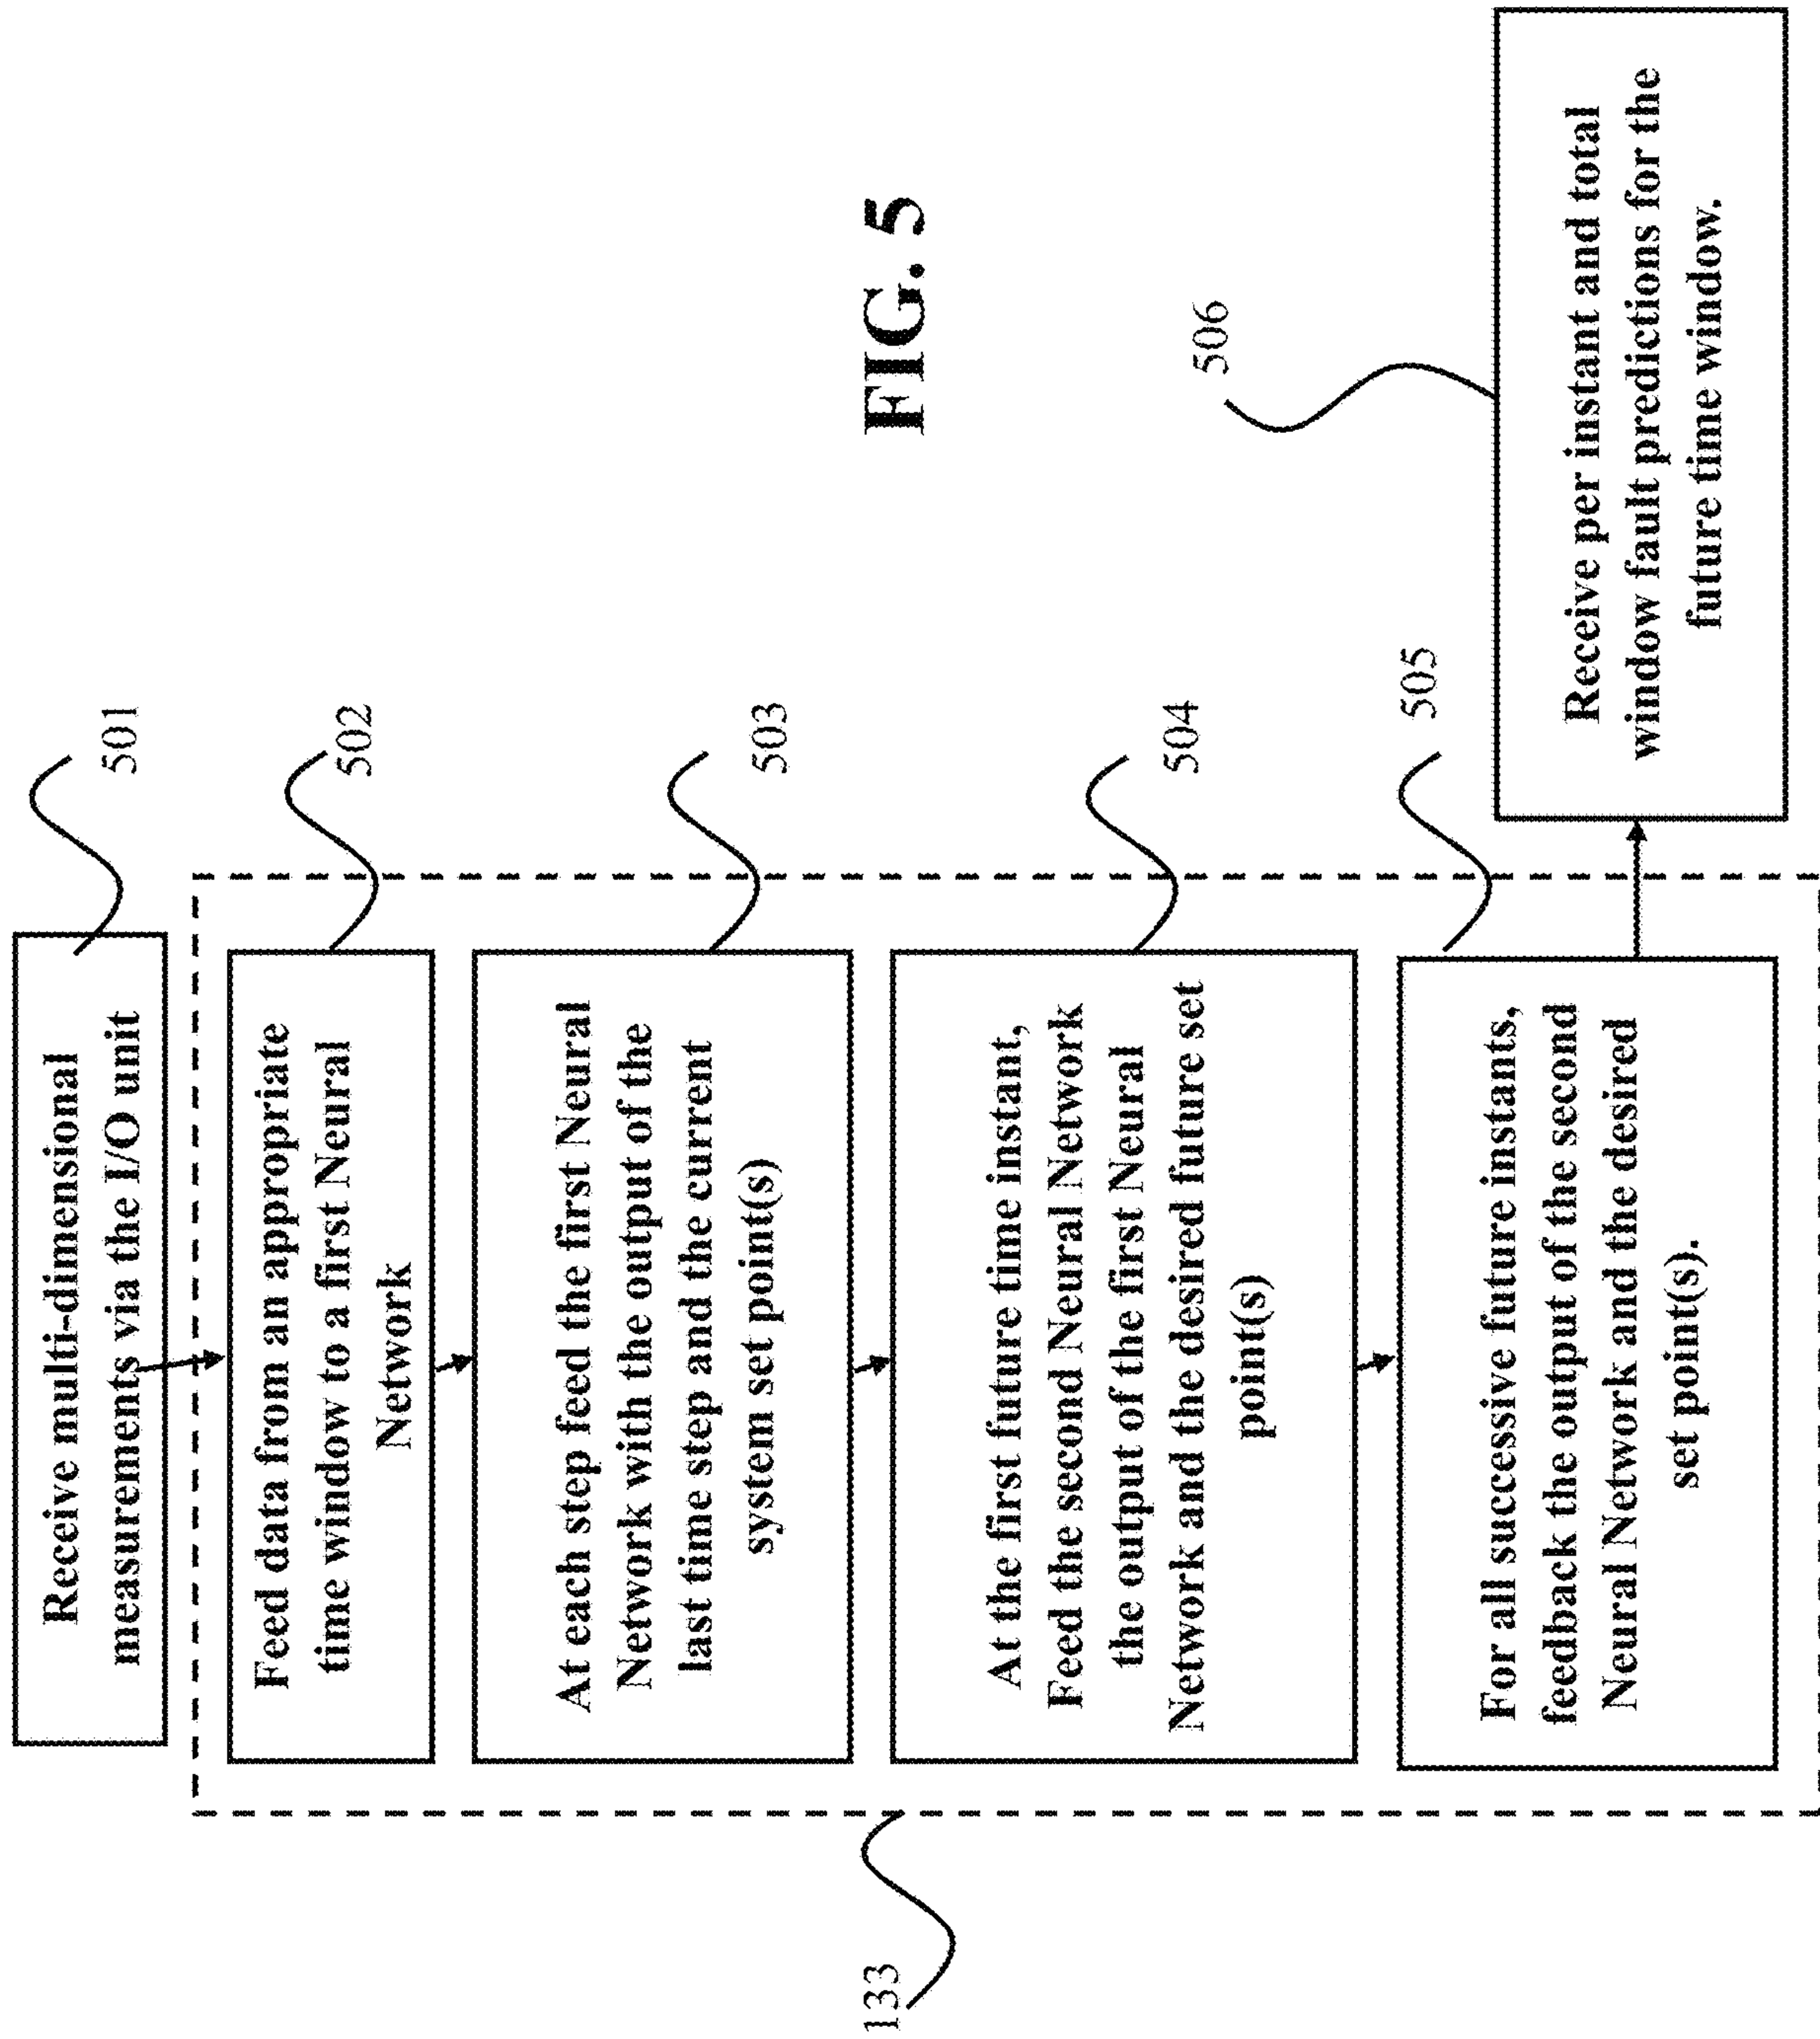 Receive multi-dimensional
measurements via the I/O unit
501
Feed data from an appropriate
time window to a first Neural
Network
502
At each step feed the first Neural
Network with the output of the
last time step and the current
system set point(s)
503
At the first future time instant,
Feed the second Neural Network
the output of the first Neural
Network and the desired future set
point(s)
504
For all successive future instants,
feedback the output of the second
Neural Network and the desired
set point(s).
505
Receive per instant and total
window fault predictions for the
future time window.
506
133
FIG. 5